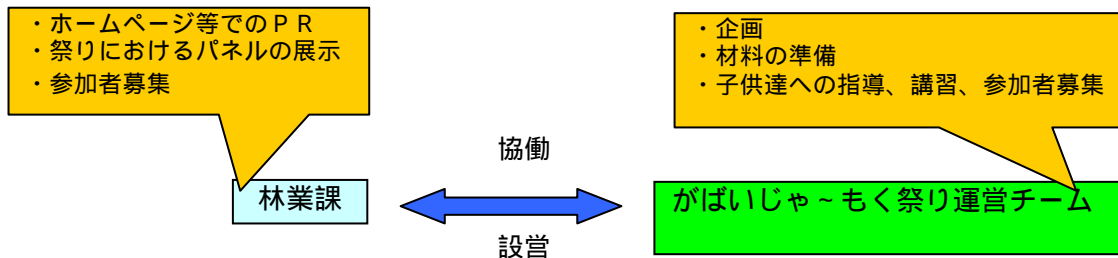 ・ホームページ等でのＰＲ
・祭りにおけるパネルの展示
・参加者募集
・企画
・材料の準備
・子供達への指導、講習、参加者募集
協働
林業課
がばいじゃ～もく祭り運営チーム
設営